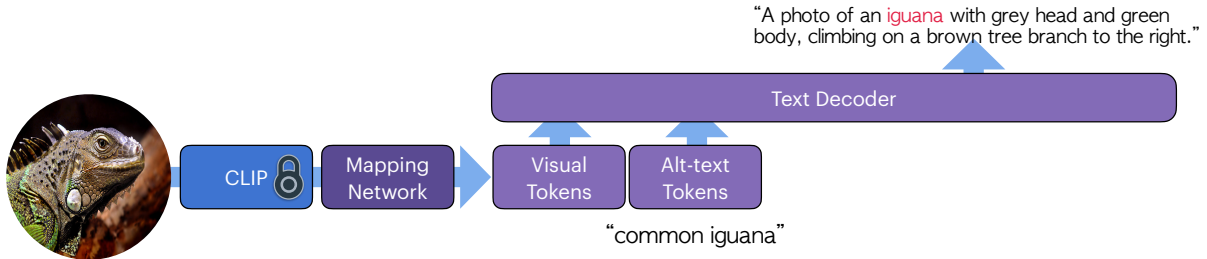 “A photo of an iguana with grey head and green
body, climbing on a brown tree branch to the right.”
Text Decoder
CLIP
Mapping
Network
Visual
Tokens
Alt-text
Tokens
“common iguana”